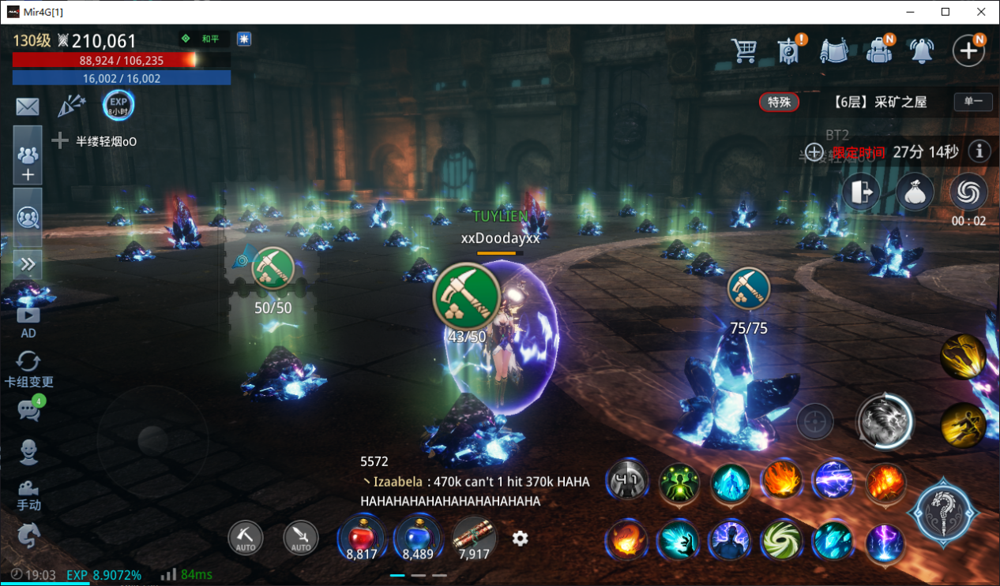 Mir4G[1]
130级 210,061
和平
88,924 / 106,235
16,002 / 16,002
EXP
8小时
N
N
特殊
【6层】采矿之屋
单一
半缕轻烟oO
BT2
限定时间 27分 14秒
00 : 02
TUYLIEN
xxDoodayxx
50/50
43/50
75/75
AD
卡组变更
4
手动
5572
Izaabela : 470k can't 1 hit 370k HAHA
HAHAHAHAHAHAHAHAHAHA
41
AUTO
AUTO
8,817
8,489
7,917
19:03 EXP 8.9072% 84ms